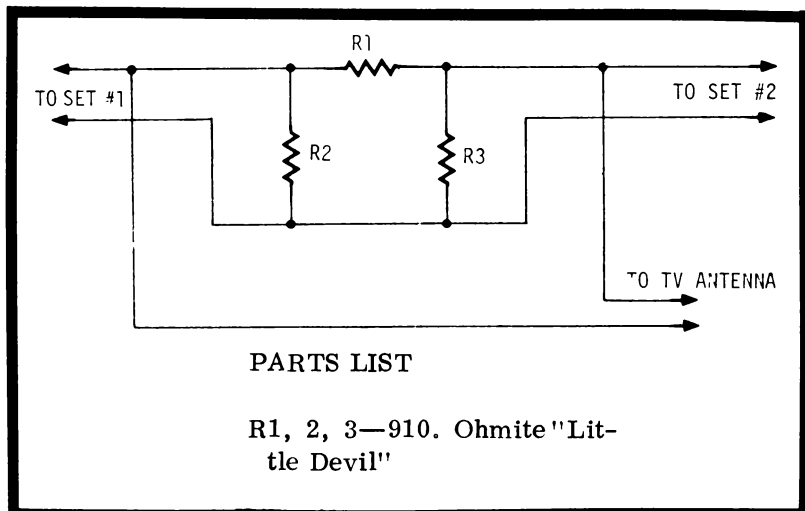 R1
TO SET #1
TO SET #2
R2
R3
TO TV ANTENNA
PARTS LIST
R1, 2, 3—910. Ohmite "Lit-
tle Devil"